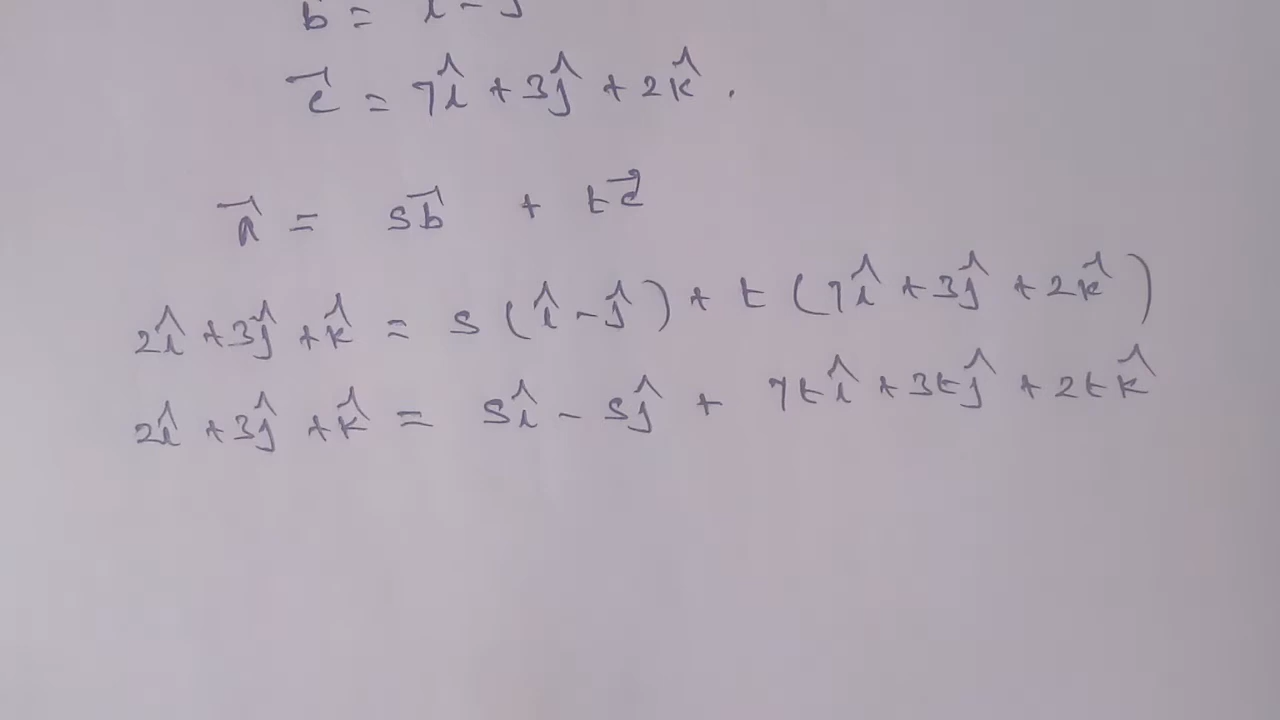 b⃗ = î - ĵ
c⃗ = 7î + 3ĵ + 2k̂ .
a⃗ = sb⃗ + tc⃗
2î + 3ĵ + k̂ = s (î - ĵ) + t (7î + 3ĵ + 2k̂)
2î + 3ĵ + k̂ = sî - sĵ + 7tî + 3tĵ + 2tk̂